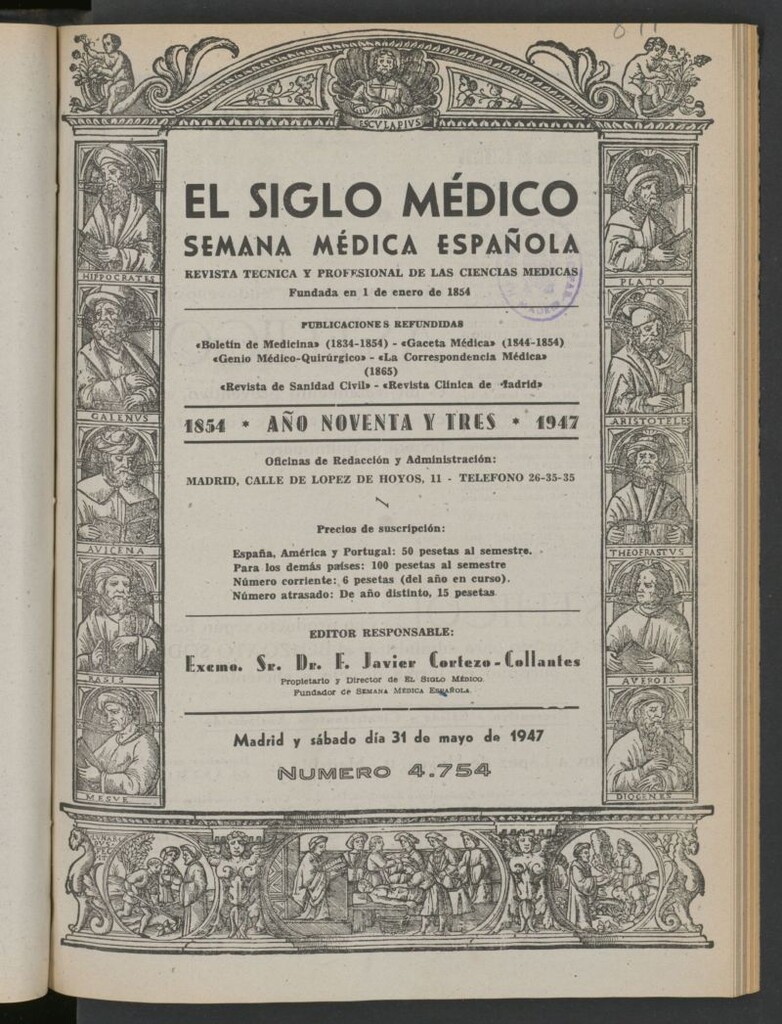 ESCVLAPIVS
EL SIGLO MÉDICO
SEMANA MÉDICA ESPAÑOLA
REVISTA TECNICA Y PROFESIONAL DE LAS CIENCIAS MEDICAS
Fundada en 1 de enero de 1854
PUBLICACIONES REFUNDIDAS
«Boletín de Medicina» (1834-1854) - «Gaceta Médica» (1844-1854)
«Genio Médico-Quirúrgico» - «La Correspondencia Médica»
(1865)
«Revista de Sanidad Civil» - «Revista Clínica de Madrid»
1854 * AÑO NOVENTA Y TRES * 1947
Oficinas de Redacción y Administración:
MADRID, CALLE DE LOPEZ DE HOYOS, 11 - TELEFONO 26-35-35
Precios de suscripción:
España, América y Portugal: 50 pesetas al semestre.
Para los demás países: 100 pesetas al semestre
Número corriente: 6 pesetas (del año en curso).
Número atrasado: De año distinto, 15 pesetas
EDITOR RESPONSABLE:
Excmo. Sr. Dr. F. Javier Cortezo-Collantes
Propietario y Director de EL SIGLO MÉDICO
Fundador de SEMANA MÉDICA ESPAÑOLA
Madrid y sábado día 31 de mayo de 1947
NUMERO 4.754
HIPPOCRATES
GALENVS
AVICENA
RASIS
MESVE
PLATO
ARISTOTELES
THEOFRASTVS
AVEROIS
DIOGENES
MADRID